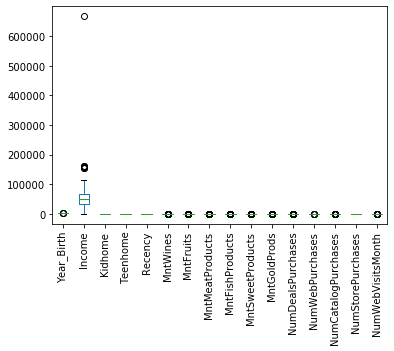 600000
500000
400000
300000
200000
100000
0
Year_Birth
Income
Kidhome
Teenhome
Recency
MntWines
MntFruits
MntMeatProducts
MntFishProducts
MntSweetProducts
MntGoldProds
NumDealsPurchases
NumWebPurchases
NumCatalogPurchases
NumStorePurchases
NumWebVisitsMonth